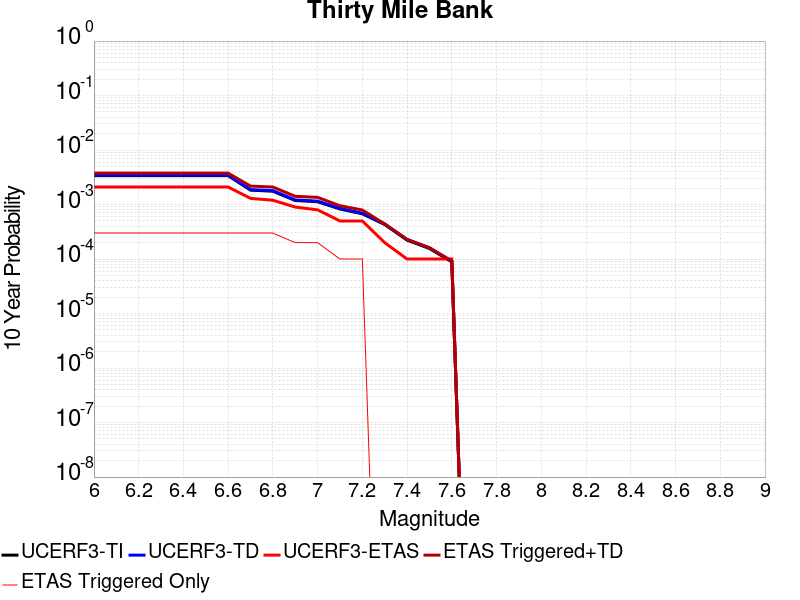 Thirty Mile Bank
10 0
10 -1
10 -2
10 -3
10 -4
10 -5
10 -6
10 -7
10 -8
10 Year Probability
6 6.2 6.4 6.6 6.8 7 7.2 7.4 7.6 7.8 8 8.2 8.4 8.6 8.8 9
Magnitude
UCERF3-TI UCERF3-TD UCERF3-ETAS ETAS Triggered+TD
ETAS Triggered Only